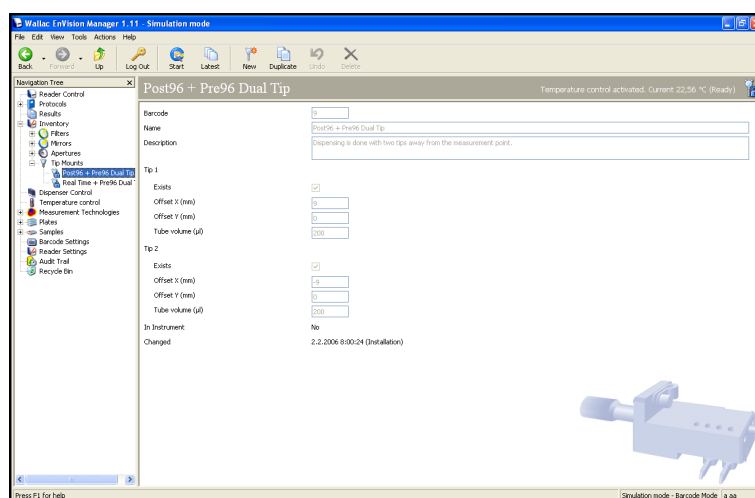 Wallac EnVision Manager 1.11 - Simulation mode
File Edit View Tools Actions Help
Back Forward Up Log Out Start Latest New Duplicate Undo Delete
Navigation Tree
Reader Control
Protocols
Results
Inventory
Filters
Mirrors
Apertures
Tip Mounts
Post96 + Pre96 Dual Tip
Real Time + Pre96 Dual
Dispenser Control
Temperature control
Measurement Technologies
Plates
Samples
Barcode Settings
Reader Settings
Audit Trail
Recycle Bin
Post96 + Pre96 Dual Tip
Temperature control activated. Current 22,56 °C (Ready)
Barcode 9
Name Post96 + Pre96 Dual Tip
Description Dispensing is done with two tips away from the measurement point.
Tip 1
Exists
Offset X (mm) 9
Offset Y (mm) 0
Tube volume (µl) 200
Tip 2
Exists
Offset X (mm) -9
Offset Y (mm) 0
Tube volume (µl) 200
In Instrument No
Changed 2.2.2006 8:00:24 (Installation)
Press F1 for help
Simulation mode - Barcode Mode a aa